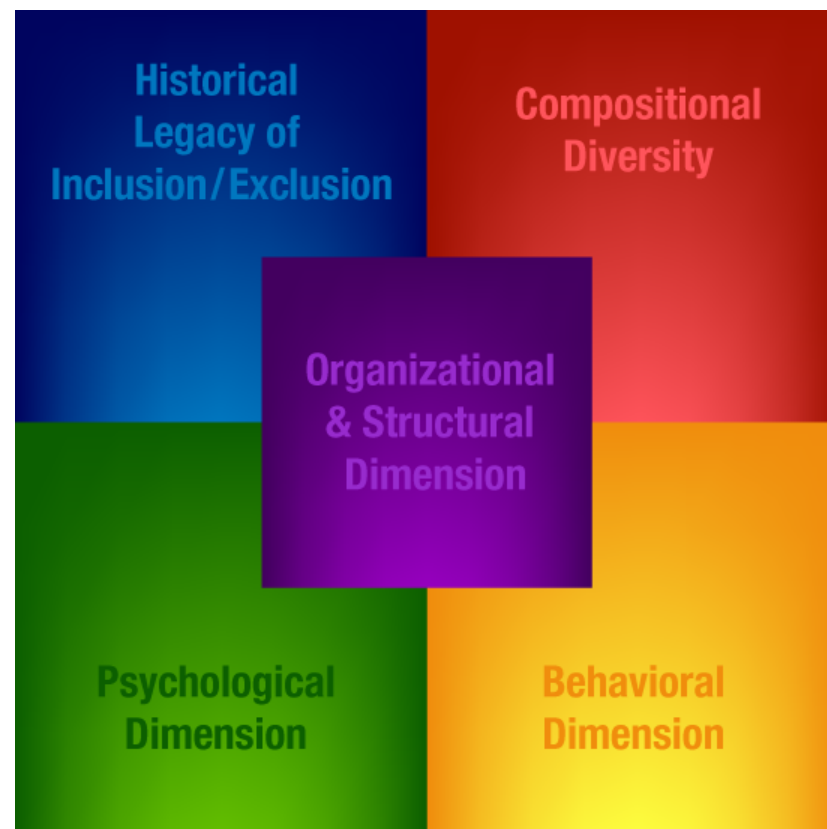 Historical
Legacy of
Inclusion/Exclusion
Compositional
Diversity
Organizational
& Structural
Dimension
Psychological
Dimension
Behavioral
Dimension